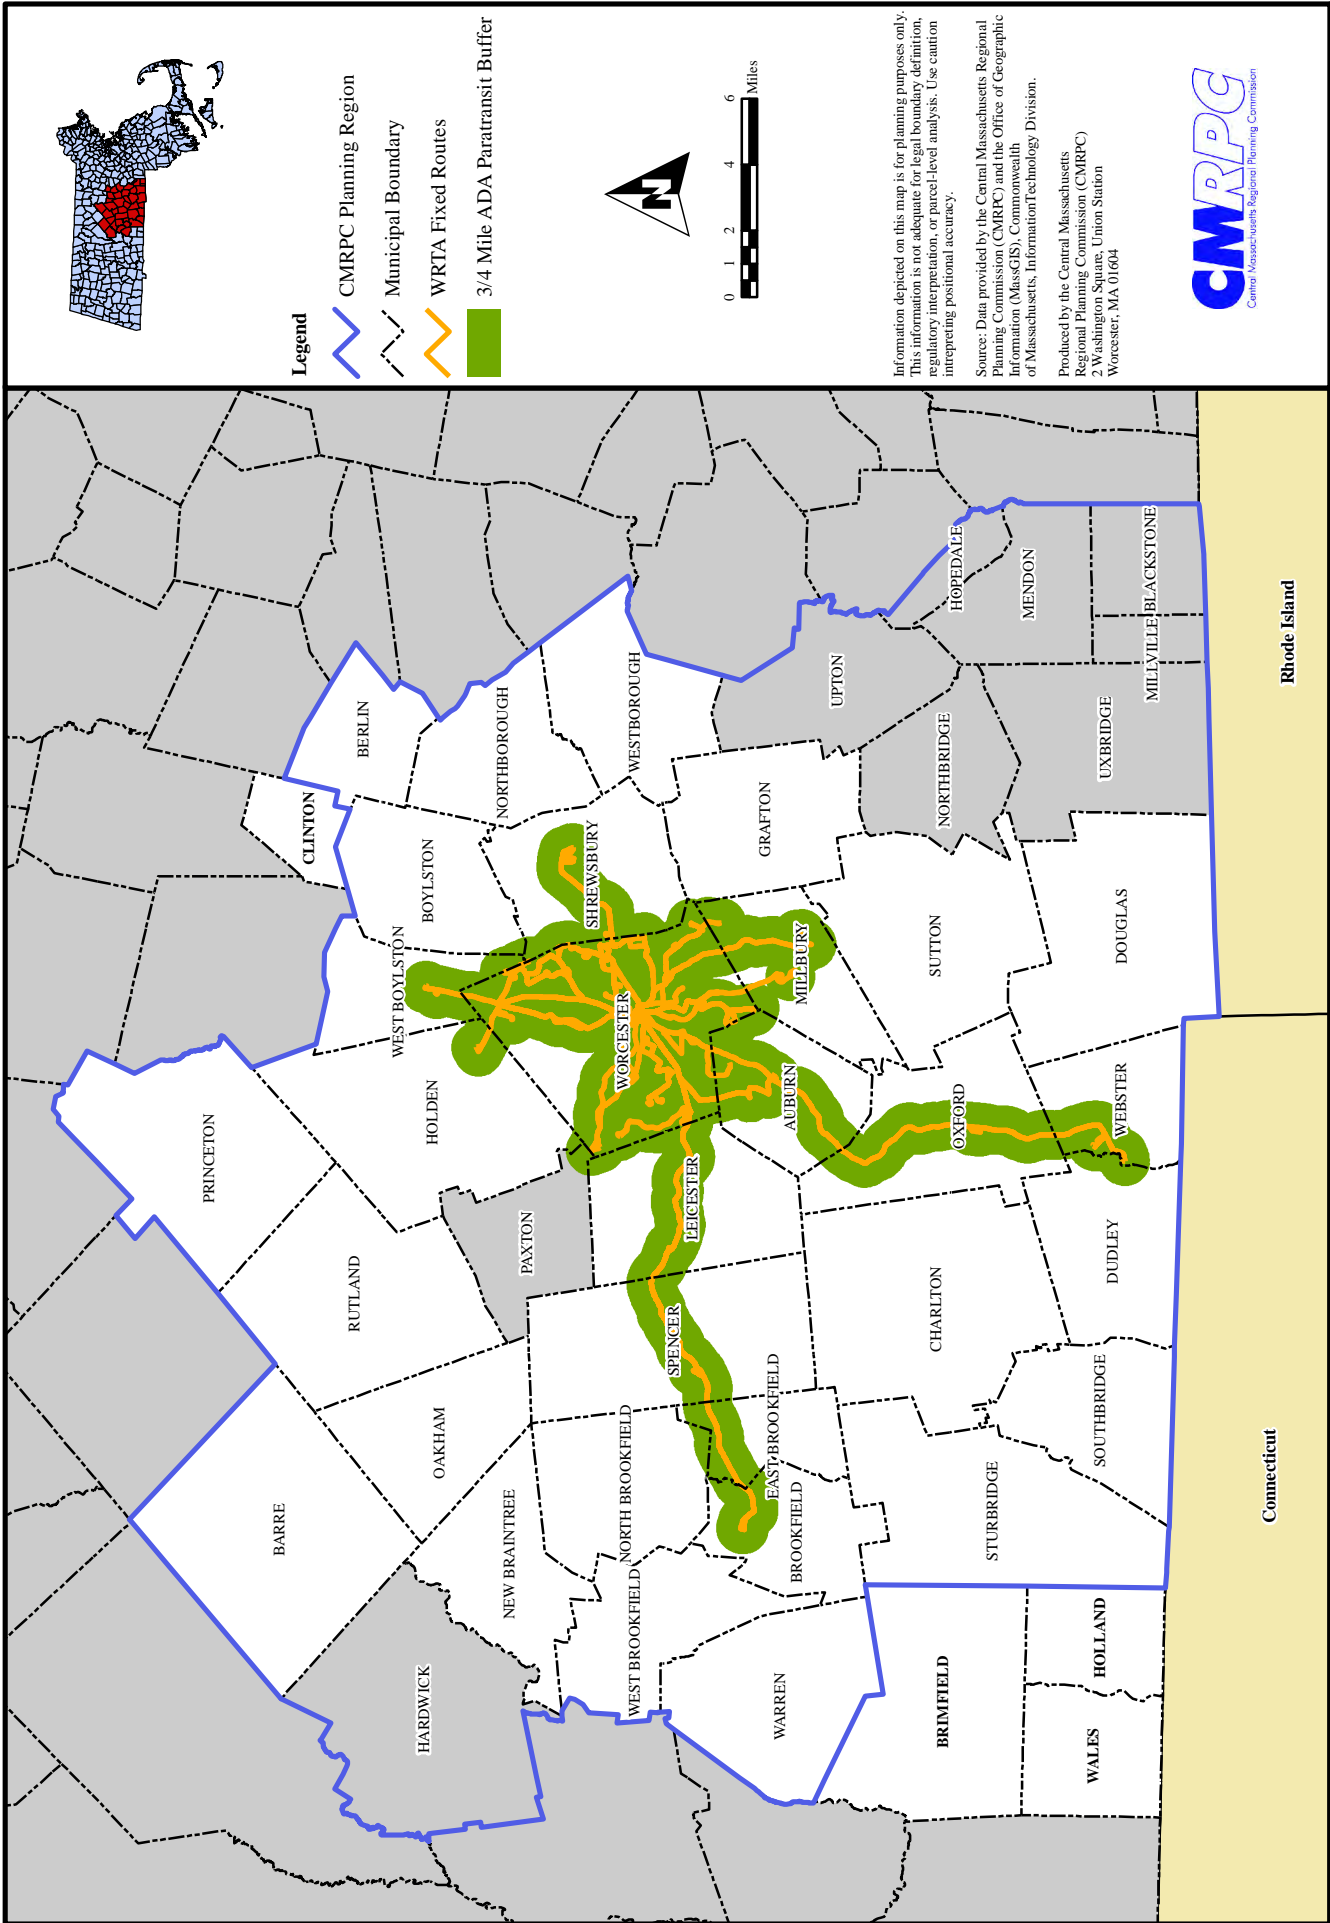 Legend
CMRPC Planning Region
Municipal Boundary
WRTA Fixed Routes
3/4 Mile ADA Paratransit Buffer
N
0 1 2 4 6
Miles
Information depicted on this map is for planning purposes only.
This information is not adequate for legal boundary definition,
regulatory interpretation, or parcel-level analysis. Use caution
intrepreting positional accuracy.
Source: Data provided by the Central Massachusetts Regional
Planning Commission (CMRPC) and the Office of Geographic
Information (MassGIS), Commonwealth
of Massachusetts, InformationTechnology Division.
Produced by the Central Massachusetts
Regional Planning Commission (CMRPC)
2 Washington Square, Union Station
Worcester, MA 01604
CMRPC
Central Massachusetts Regional Planning Commission
PRINCETON
BARRE
CLINTON
BERLIN
RUTLAND
WEST BOYLSTON
BOYLSTON
HOLDEN
OAKHAM
HARDWICK
NORTHBOROUGH
PAXTON
NEW BRAINTREE
SHREWSBURY
WORCESTER
WESTBOROUGH
NORTH BROOKFIELD
WEST BROOKFIELD
SPENCER
LEICESTER
GRAFTON
EAST BROOKFIELD
BROOKFIELD
WARREN
AUBURN
MILLBURY
UPTON
SUTTON
NORTHBRIDGE
HOPEDALE
OXFORD
CHARLTON
BRIMFIELD
STURBRIDGE
MENDON
WALES
HOLLAND
SOUTHBRIDGE
DUDLEY
WEBSTER
DOUGLAS
UXBRIDGE
MILLVILLE
BLACKSTONE
Connecticut
Rhode Island